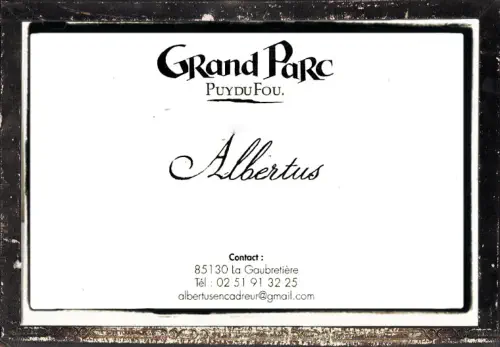 GRand PaRc
PUYDUFOU.
Albertus
Contact :
85130 La Gaubretière
Tél : 02 51 91 32 25
albertusencadreur@gmail.com